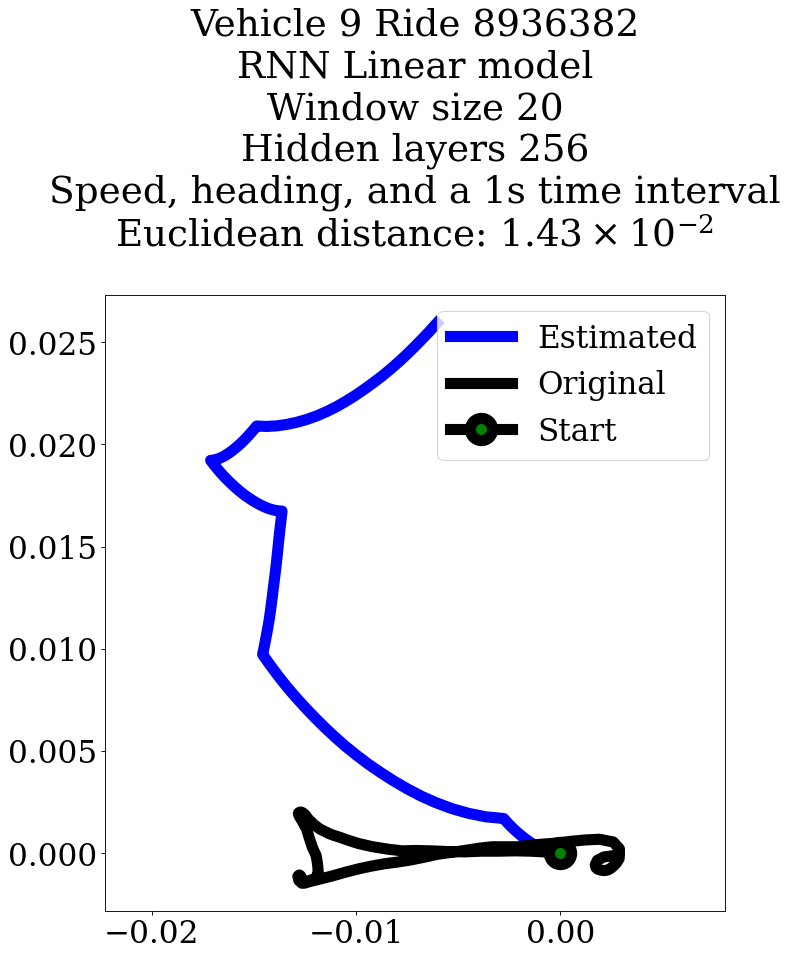 Vehicle 9 Ride 8936382
RNN Linear model
Window size 20
Hidden layers 256
Speed, heading, and a 1s time interval
Euclidean distance: 1.43 × 10⁻²
Estimated
Original
Start
0.025
0.020
0.015
0.010
0.005
0.000
−0.02 −0.01 0.00